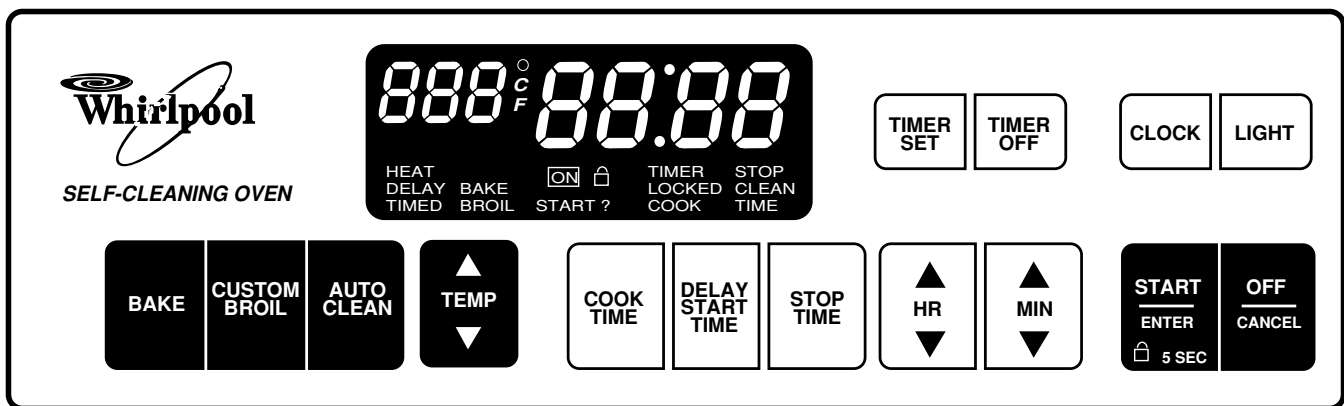 Whirlpool
SELF-CLEANING OVEN
888 °
C
F
88:88
HEAT
DELAY BAKE
TIMED BROIL
ON
START ?
TIMER STOP
LOCKED CLEAN
COOK TIME
TIMER
SET
TIMER
OFF
CLOCK
LIGHT
BAKE
CUSTOM
BROIL
AUTO
CLEAN
TEMP
COOK
TIME
DELAY
START
TIME
STOP
TIME
HR
MIN
START
ENTER
5 SEC
OFF
CANCEL